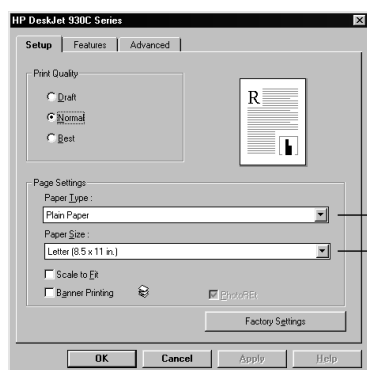 HP DeskJet 930C Series
Setup Features Advanced
Print Quality
Draft
Normal
Best
R
Page Settings
Paper Type :
Plain Paper
Paper Size :
Letter (8.5 x 11 in.)
Scale to Fit
Banner Printing
PhotoREt
Factory Settings
OK Cancel Apply Help